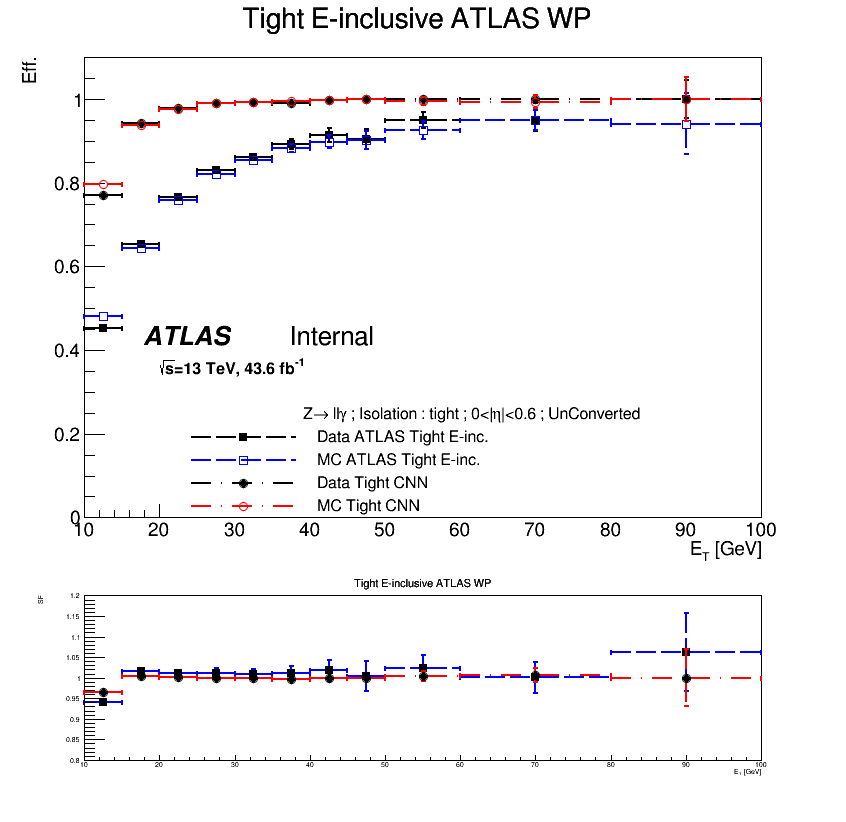 Tight E-inclusive ATLAS WP
Eff.
1
0.8
0.6
0.4
0.2
0
ATLAS Internal
√s=13 TeV, 43.6 fb⁻¹
Z→ llγ ; Isolation : tight ; 0<|η|<0.6 ; UnConverted
Data ATLAS Tight E-inc.
MC ATLAS Tight E-inc.
Data Tight CNN
MC Tight CNN
10 20 30 40 50 60 70 80 90 100
E_T [GeV]
Tight E-inclusive ATLAS WP
SF
1.2
1.15
1.1
1.05
1
0.95
0.9
0.85
0.8
10 20 30 40 50 60 70 80 90 100
E_T [GeV]